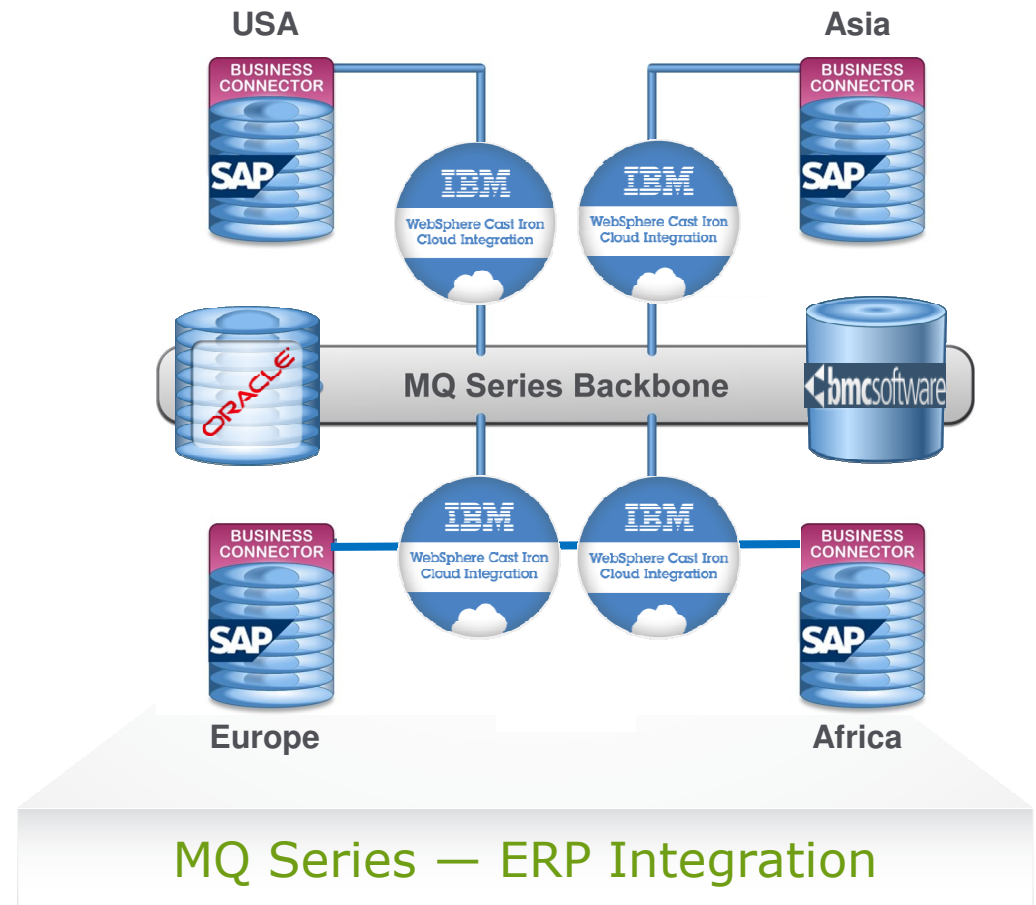 USA
Asia
BUSINESS
CONNECTOR
SAP
BUSINESS
CONNECTOR
SAP
IBM
WebSphere Cast Iron
Cloud Integration
IBM
WebSphere Cast Iron
Cloud Integration
ORACLE
MQ Series Backbone
bmcsoftware
IBM
WebSphere Cast Iron
Cloud Integration
IBM
WebSphere Cast Iron
Cloud Integration
BUSINESS
CONNECTOR
SAP
BUSINESS
CONNECTOR
SAP
Europe
Africa
MQ Series — ERP Integration